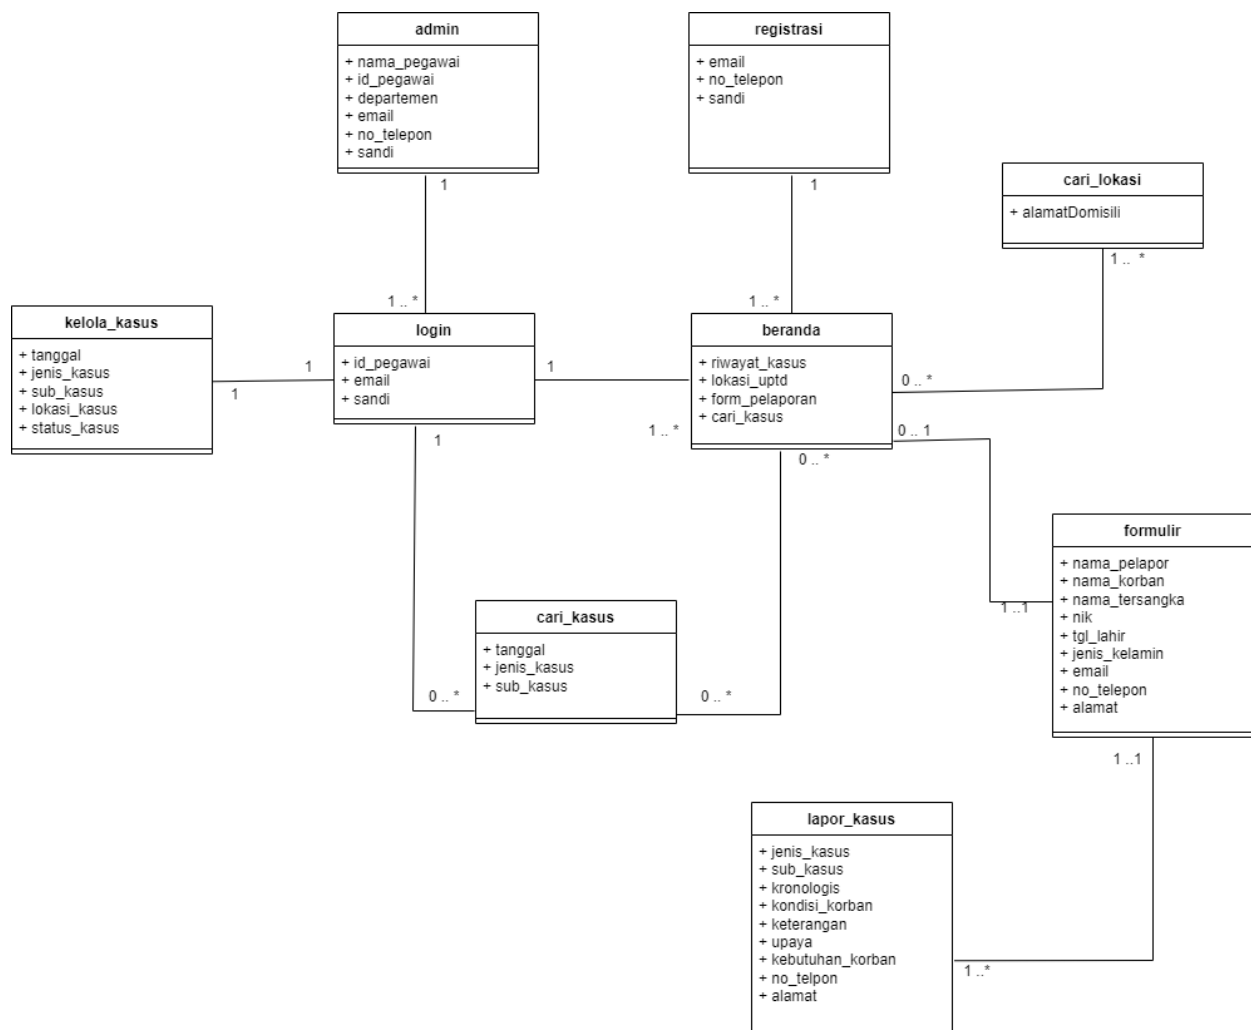 admin
+ nama_pegawai
+ id_pegawai
+ departemen
+ email
+ no_telepon
+ sandi
1
registrasi
+ email
+ no_telepon
+ sandi
1
cari_lokasi
+ alamatDomisili
1 .. *
kelola_kasus
+ tanggal
+ jenis_kasus
+ sub_kasus
+ lokasi_kasus
+ status_kasus
1
1
1 .. *
login
+ id_pegawai
+ email
+ sandi
1
1
1 .. *
beranda
+ riwayat_kasus
+ lokasi_uptd
+ form_pelaporan
+ cari_kasus
1 .. *
0 .. *
0 .. 1
0 .. *
formulir
+ nama_pelapor
+ nama_korban
+ nama_tersangka
+ nik
+ tgl_lahir
+ jenis_kelamin
+ email
+ no_telepon
+ alamat
1 ..1
1 ..1
cari_kasus
+ tanggal
+ jenis_kasus
+ sub_kasus
0 .. *
0 .. *
lapor_kasus
+ jenis_kasus
+ sub_kasus
+ kronologis
+ kondisi_korban
+ keterangan
+ upaya
+ kebutuhan_korban
+ no_telpon
+ alamat
1 ..*